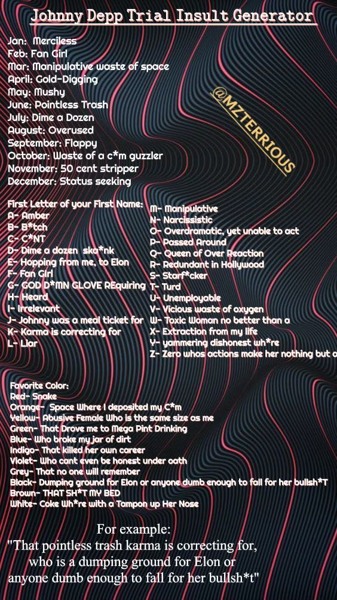 Johnny Depp Trial Insult Generator
Jan: Merciless
Feb: Fan Girl
Mar: Manipulative waste of space
April: Gold-Digging
May: Mushy
June: Pointless Trash
July: Dime a Dozen
August: Overused
September: Flappy
October: Waste of a c*m guzzler
November: 50 cent stripper
December: Status seeking
@MZTERRIOUS
First Letter of your First Name:
A- Amber
B- B*tch
C- C*NT
D- Dime a dozen ska*nk
E- Hopping from me, to Elon
F- Fan Girl
G- GOD D*MN GLOVE REquiring
H- Heard
I- Irrelevant
J- Johnny was a meal ticket for
K- Karma is correcting for
L- Liar
M- Manipulative
N- Narcissistic
O- Overdramatic, yet unable to act
P- Passed Around
Q- Queen of Over Reaction
R- Redundant in Hollywood
S- Starf*cker
T- Turd
U- Unemployable
V- Vicious waste of oxygen
W- Toxic Woman no better than a
X- Extraction from my life
Y- yammering dishonest wh*re
Z- Zero whos actions make her nothing but a
Favorite Color:
Red- Snake
Orange- Space Where I deposited my C*m
Yellow- Abusive Female Who is the same size as me
Green- That Drove me to Mega Pint Drinking
Blue- Who broke my jar of dirt
Indigo- That killed her own career
Violet- Who cant even be honest under oath
Grey- That no one will remember
Black- Dumping ground for Elon or anyone dumb enough to fall for her bullsh*T
Brown- THAT SH*T MY BED
White- Coke Wh*re with a Tampon up Her Nose
For example:
"That pointless trash karma is correcting for,
who is a dumping ground for Elon or
anyone dumb enough to fall for her bullsh*t"